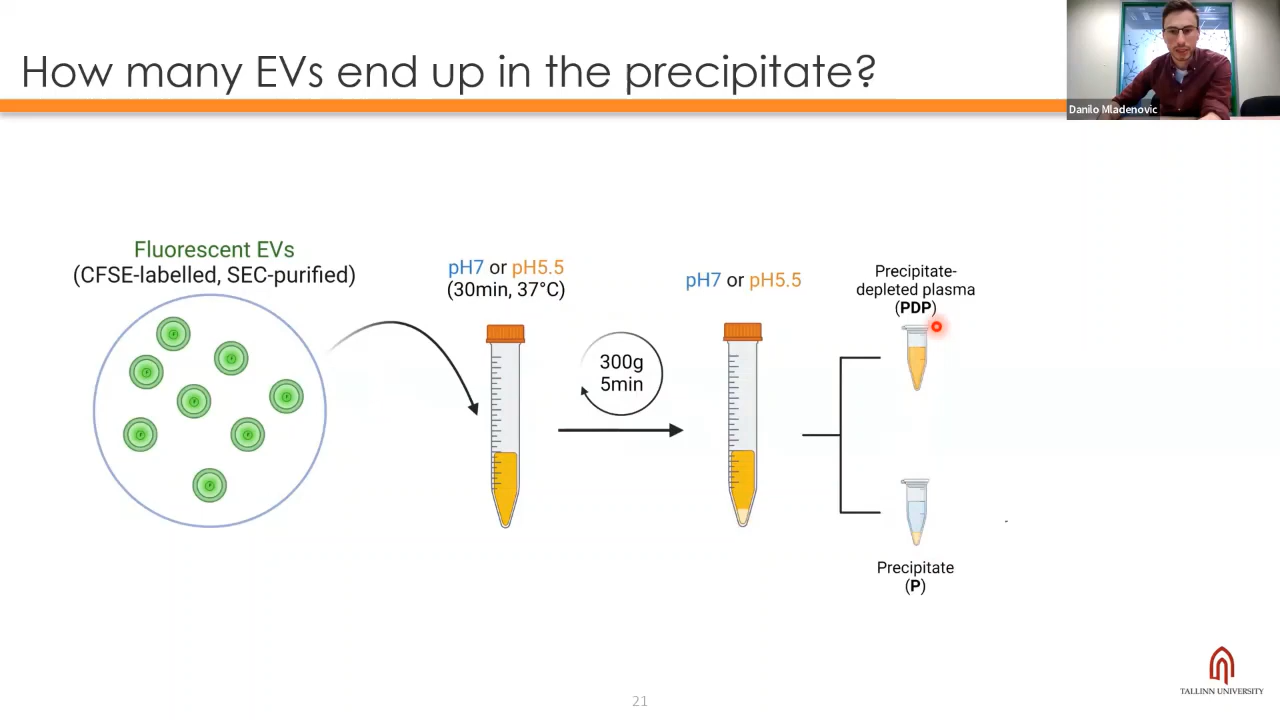 How many EVs end up in the precipitate?
Danilo Mladenovic
Fluorescent EVs
(CFSE-labelled, SEC-purified)
pH7 or pH5.5
(30min, 37°C)
300g
5min
pH7 or pH5.5
Precipitate-
depleted plasma
(PDP)
Precipitate
(P)
21
TALLINN UNIVERSITY